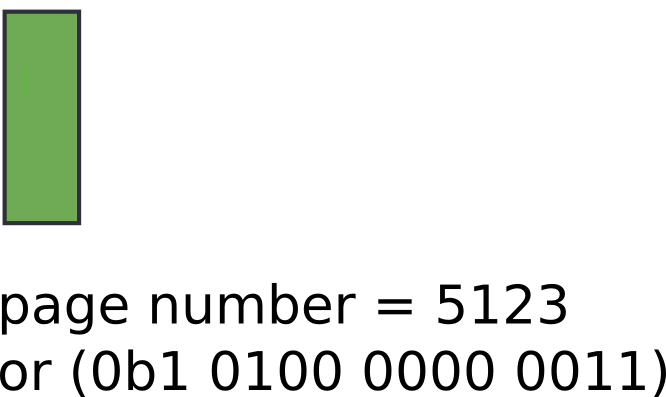 page number = 5123
or (0b1 0100 0000 0011)